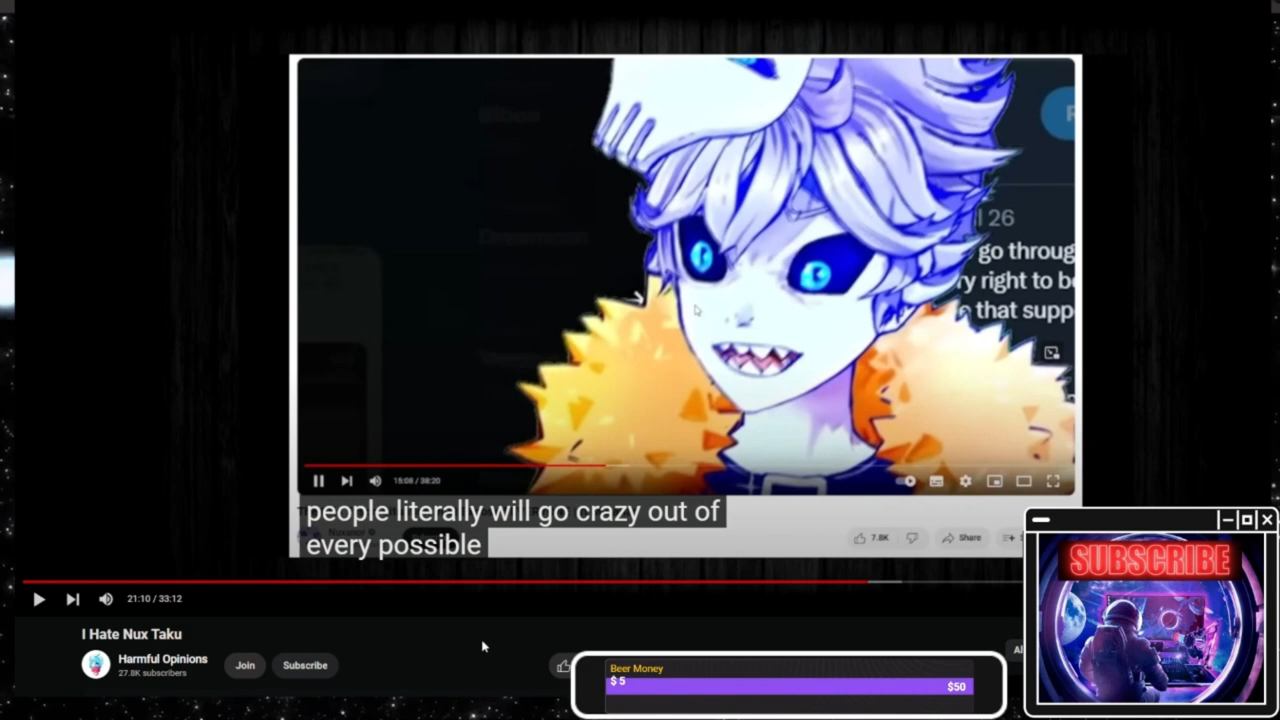 l 26
go throug
ry right to be
that supp
15:08 / 38:20
people literally will go crazy out of
every possible
7.8K
Share
SUBSCRIBE
21:10 / 33:12
I Hate Nux Taku
Harmful Opinions
27.8K subscribers
Join
Subscribe
Al
Beer Money
$ 5
$50